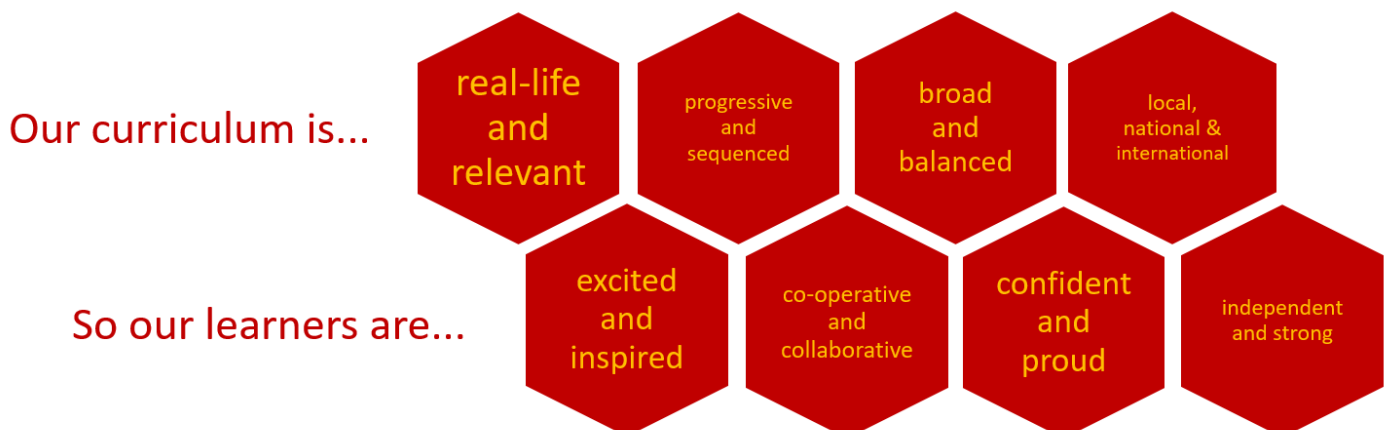 Our curriculum is...
real-life
and
relevant
progressive
and
sequenced
broad
and
balanced
local,
national &
international
So our learners are...
excited
and
inspired
co-operative
and
collaborative
confident
and
proud
independent
and strong